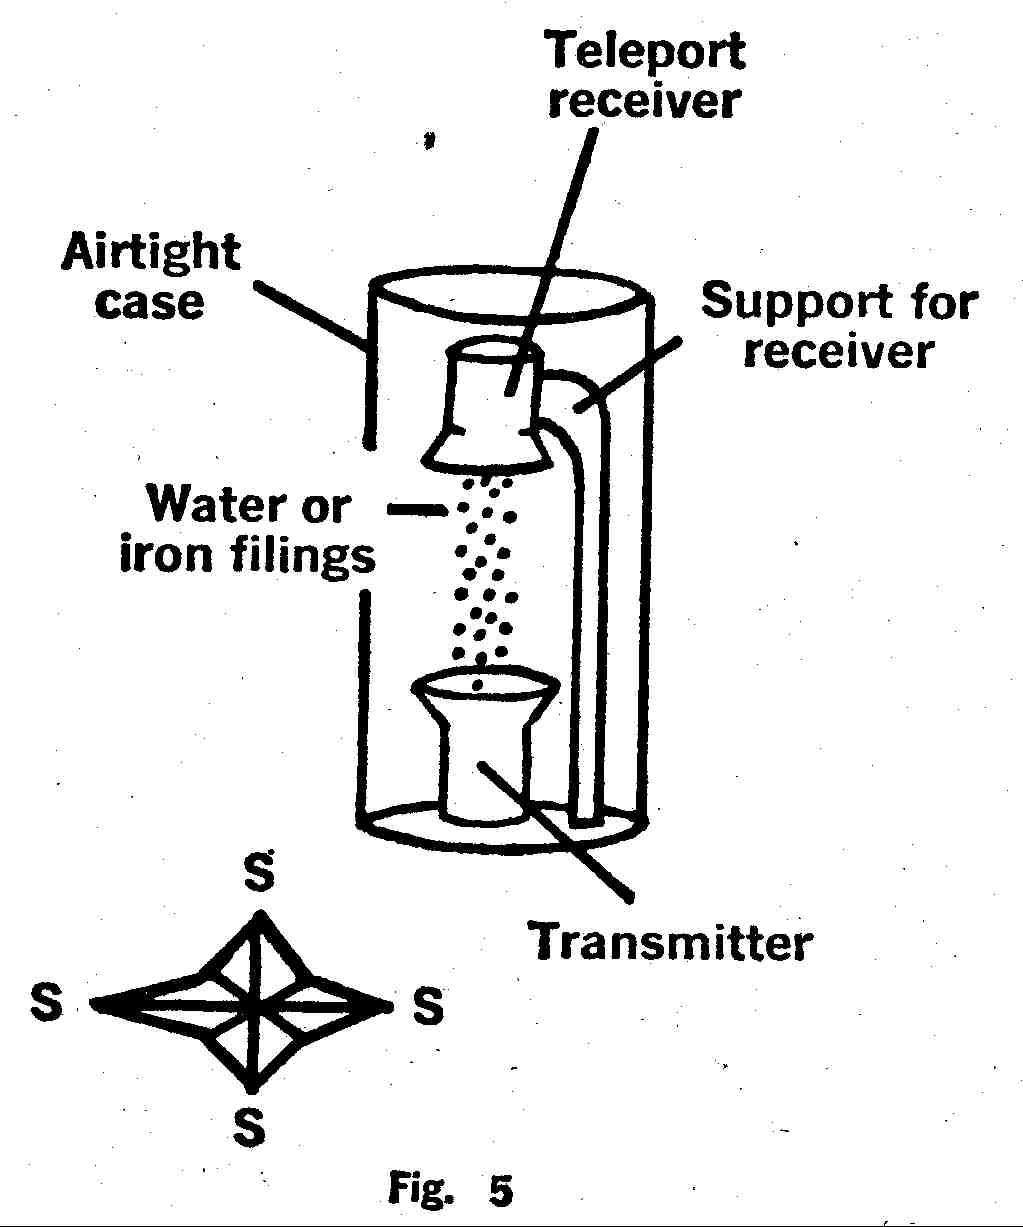 Teleport
receiver
Airtight
case
Support for
receiver
Water or
iron filings
S
Transmitter
S
S
S
Fig. 5